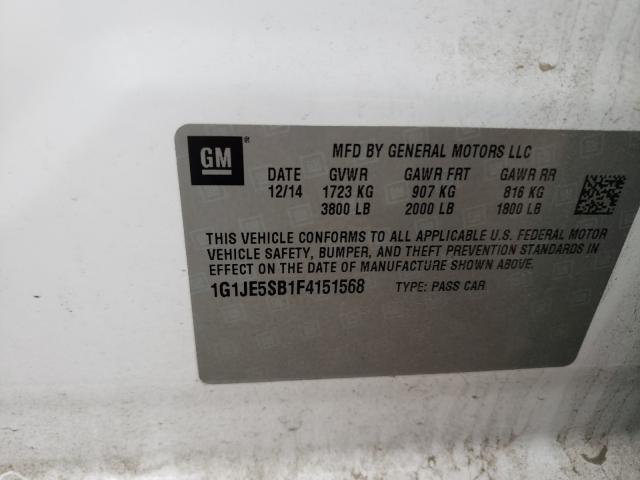 GM ®
MFD BY GENERAL MOTORS LLC
DATE GVWR GAWR FRT GAWR RR
12/14 1723 KG 907 KG 816 KG
3800 LB 2000 LB 1800 LB
THIS VEHICLE CONFORMS TO ALL APPLICABLE U.S. FEDERAL MOTOR
VEHICLE SAFETY, BUMPER, AND THEFT PREVENTION STANDARDS IN
EFFECT ON THE DATE OF MANUFACTURE SHOWN ABOVE.
1G1JE5SB1F4151568 TYPE: PASS CAR